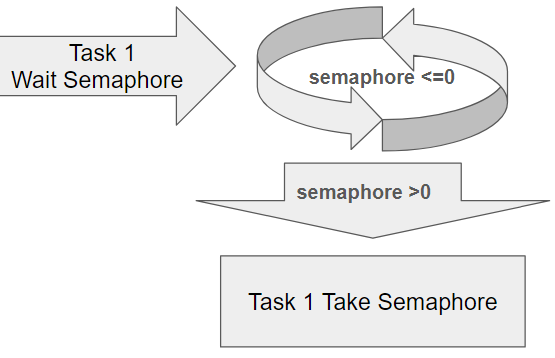 Task 1
Wait Semaphore
semaphore <=0
semaphore >0
Task 1 Take Semaphore